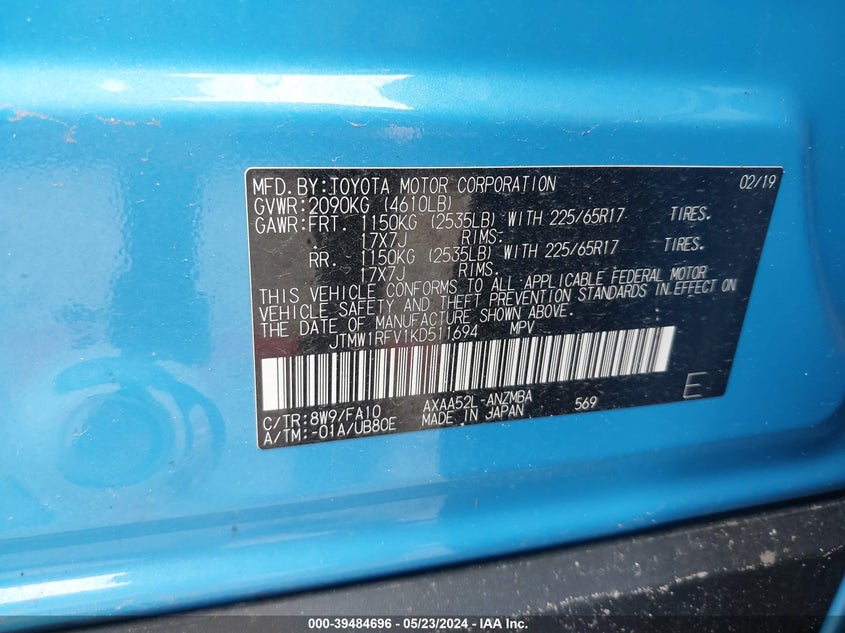 MFD. BY:TOYOTA MOTOR CORPORATION 02/19
GVWR:2090KG (4610LB)
GAWR:FRT. 1150KG (2535LB) WITH 225/65R17 TIRES.
17X7J RIMS.
RR. 1150KG (2535LB) WITH 225/65R17 TIRES.
17X7J RIMS.
THIS VEHICLE CONFORMS TO ALL APPLICABLE FEDERAL MOTOR
VEHICLE SAFETY AND THEFT PREVENTION STANDARDS IN EFFECT ON
THE DATE OF MANUFACTURE SHOWN ABOVE.
JTMW1RFV1KD511694 MPV
C/TR:8W9/FA10 AXAA52L-ANZMBA 569 E
A/TM:-01A/UB80E MADE IN JAPAN
000-39484696 - 05/23/2024 - IAAI.COM